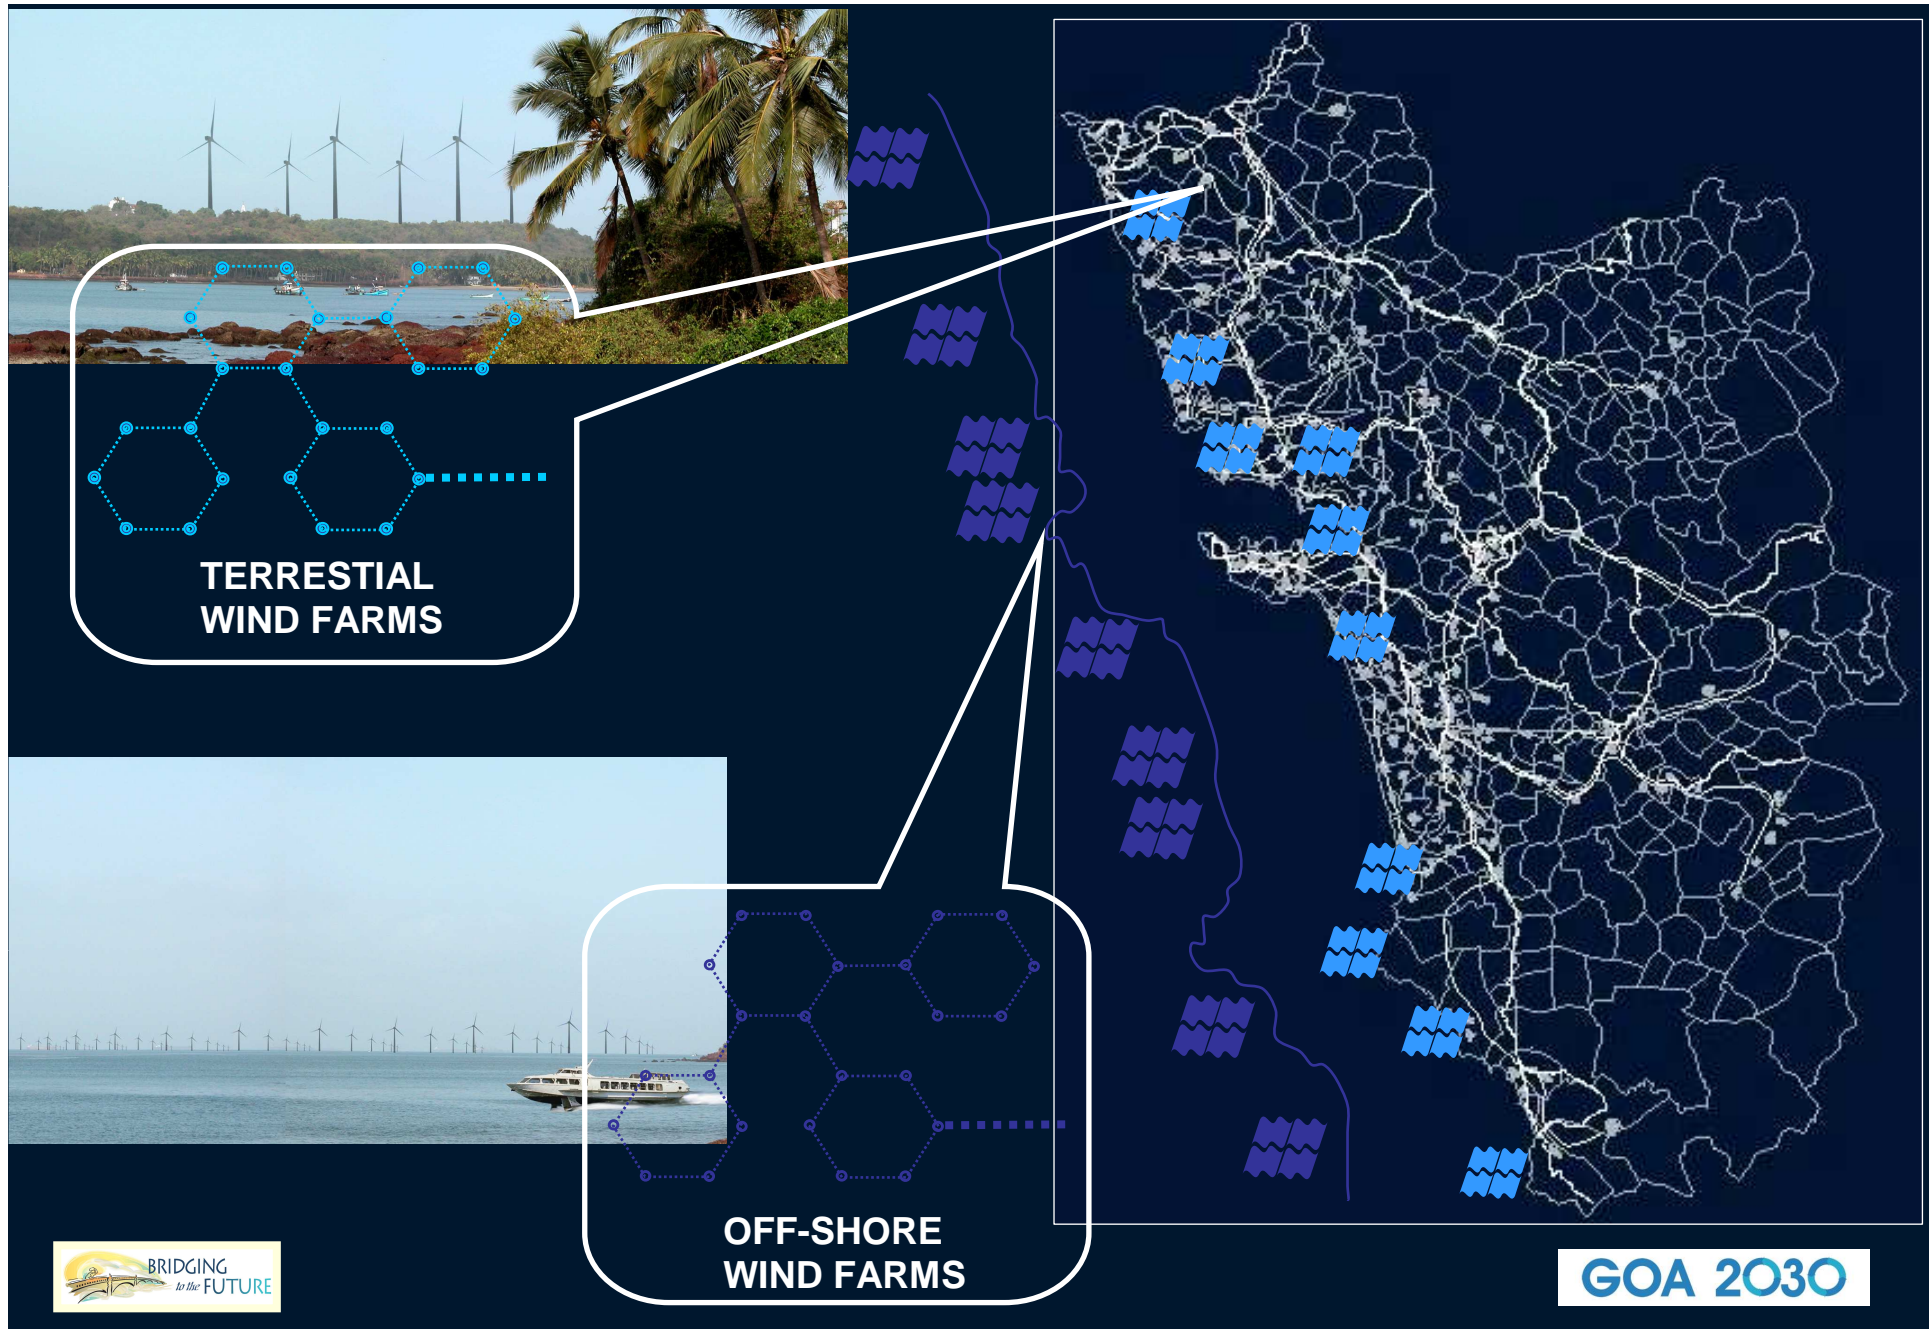 TERRESTIAL
WIND FARMS
OFF-SHORE
WIND FARMS
BRIDGING
to the FUTURE
GOA 2030